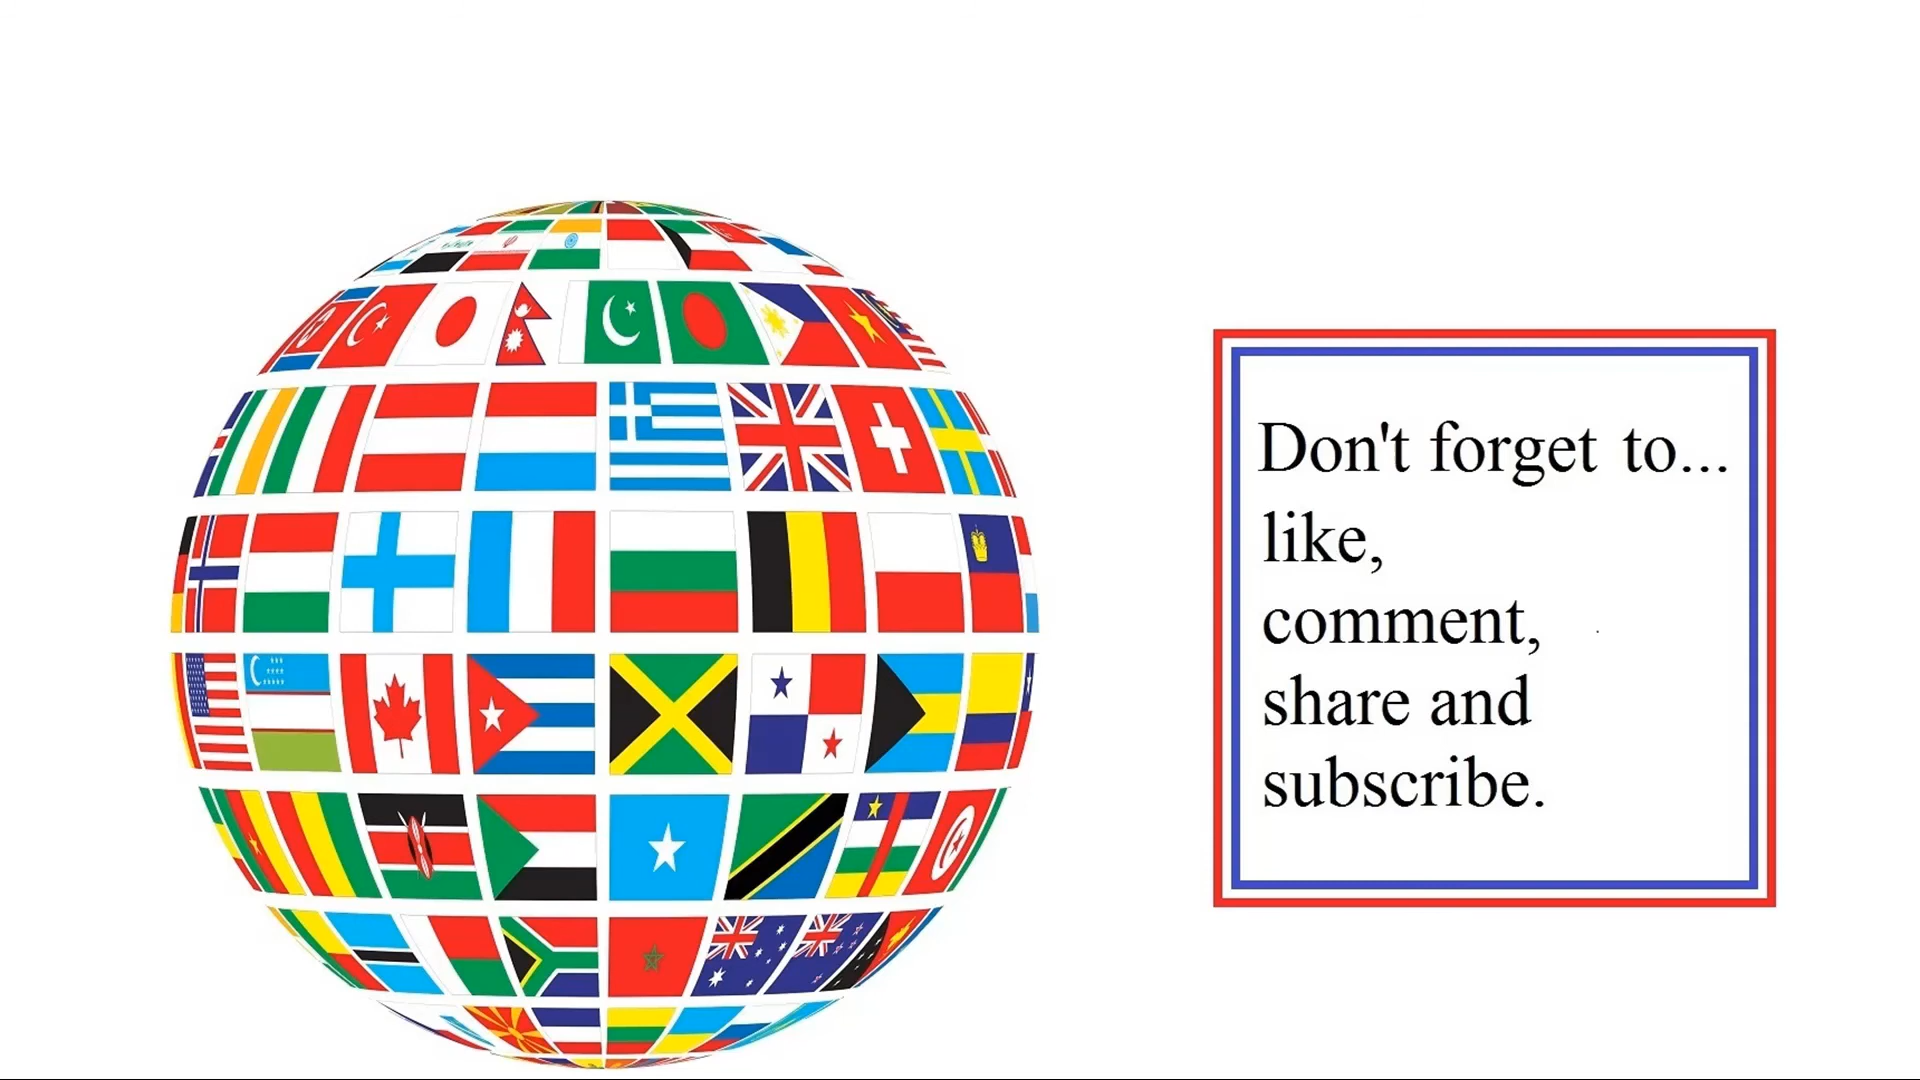 Don't forget to...
like,
comment,
share and
subscribe.